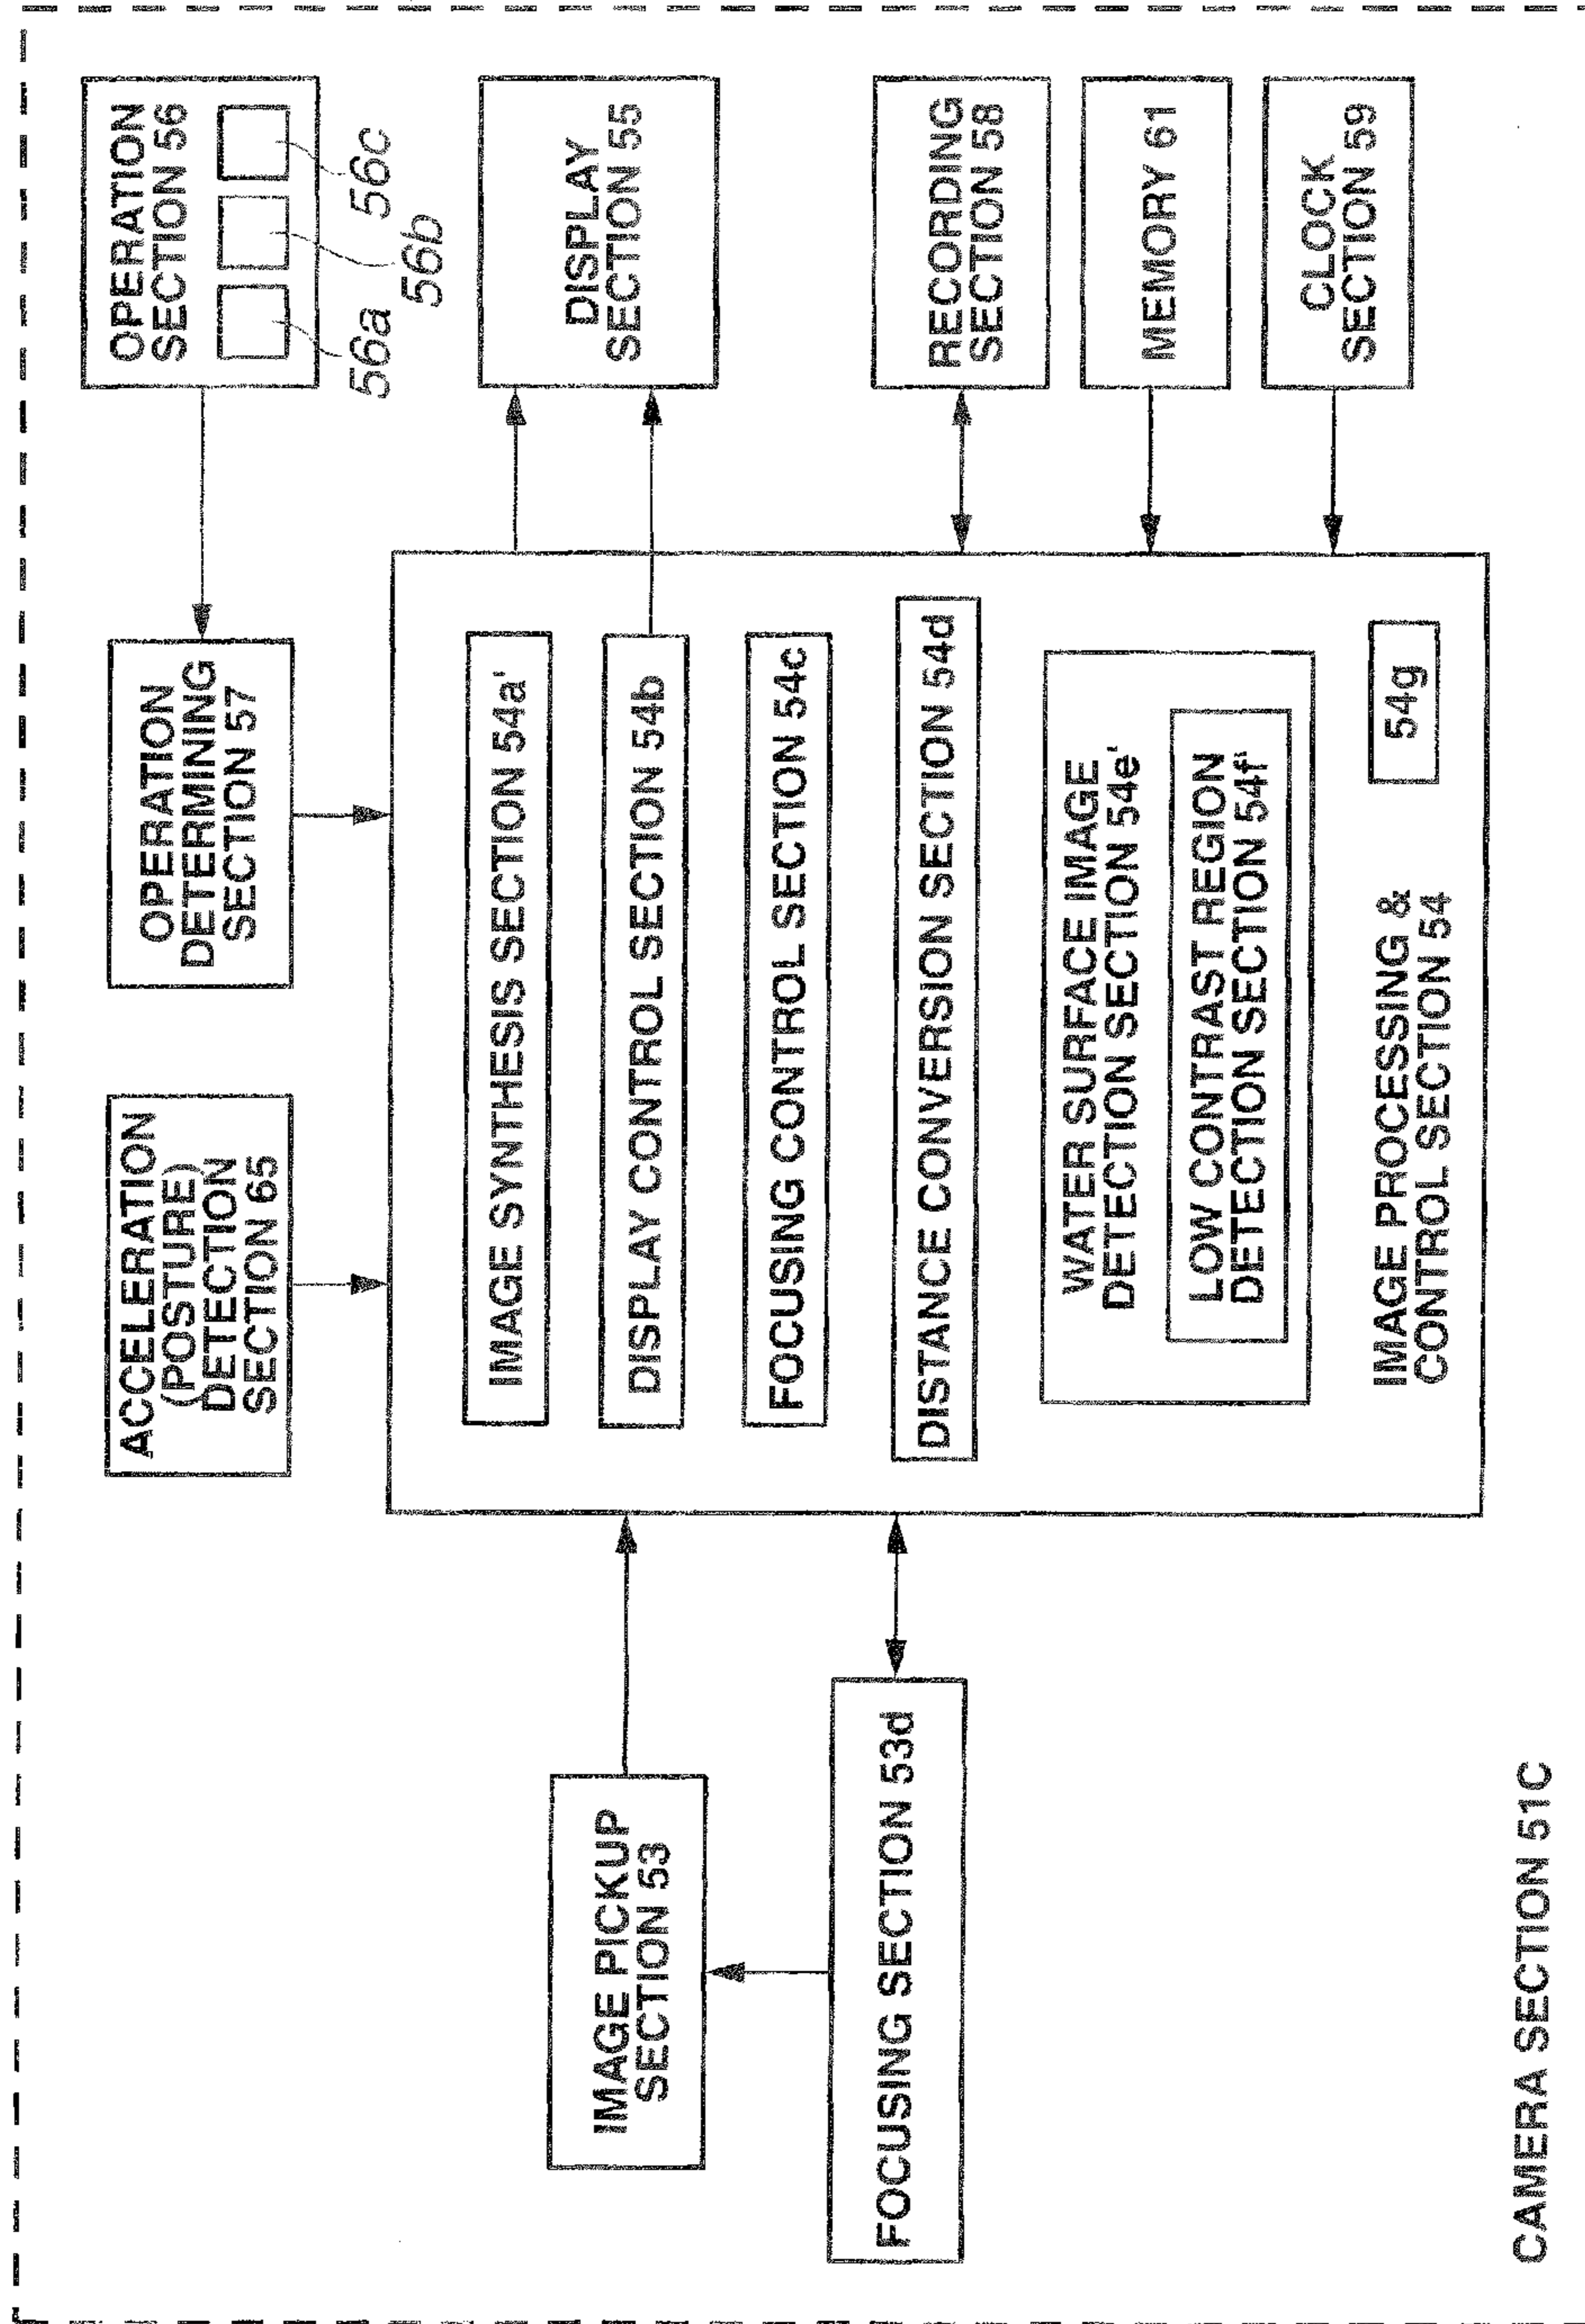 ACCELERATION
(POSTURE)
DETECTION
SECTION 65
OPERATION
DETERMINING
SECTION 57
OPERATION
SECTION 56
56a
56b
56c
IMAGE PICKUP
SECTION 53
FOCUSING SECTION 53d
IMAGE SYNTHESIS SECTION 54a'
DISPLAY CONTROL SECTION 54b
FOCUSING CONTROL SECTION 54c
DISTANCE CONVERSION SECTION 54d
WATER SURFACE IMAGE
DETECTION SECTION 54e'
LOW CONTRAST REGION
DETECTION SECTION 54f'
54g
IMAGE PROCESSING &
CONTROL SECTION 54
DISPLAY
SECTION 55
RECORDING
SECTION 58
MEMORY 61
CLOCK
SECTION 59
CAMERA SECTION 51C